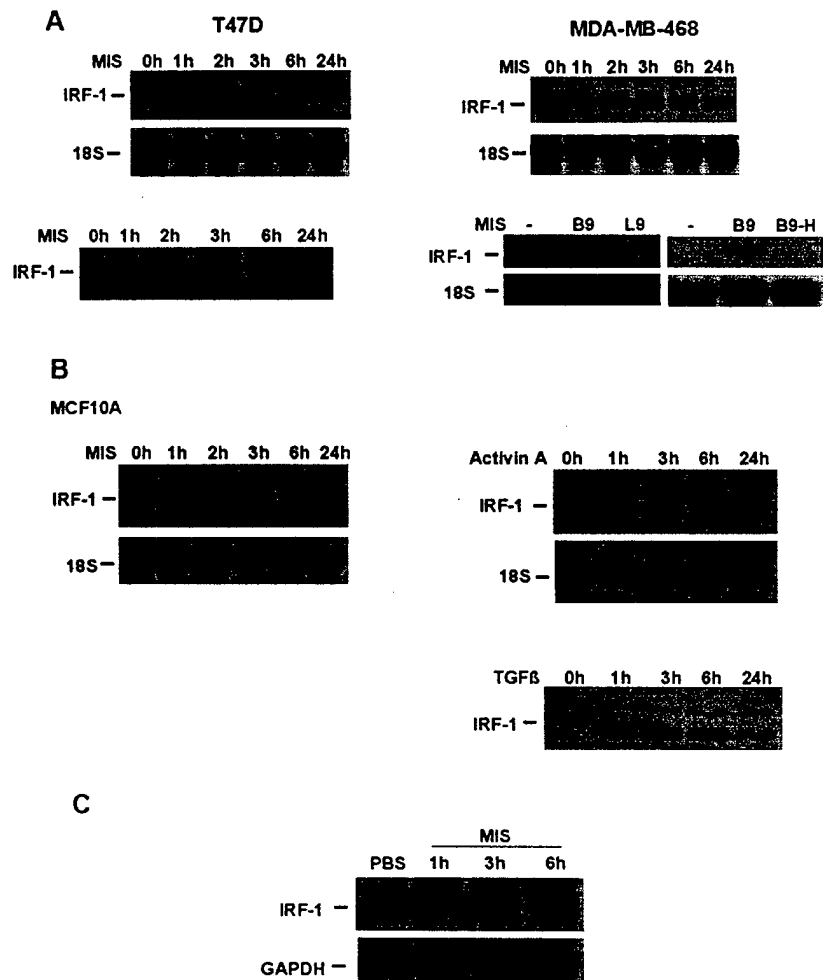 A
T47D
MIS 0h 1h 2h 3h 6h 24h
IRF-1
18S
MIS 0h 1h 2h 3h 6h 24h
IRF-1
MDA-MB-468
MIS 0h 1h 2h 3h 6h 24h
IRF-1
18S
MIS - B9 L9 - B9 B9-H
IRF-1
18S
B
MCF10A
MIS 0h 1h 2h 3h 6h 24h
IRF-1
18S
Activin A 0h 1h 3h 6h 24h
IRF-1
18S
TGFß 0h 1h 3h 6h 24h
IRF-1
C
MIS
PBS 1h 3h 6h
IRF-1
GAPDH